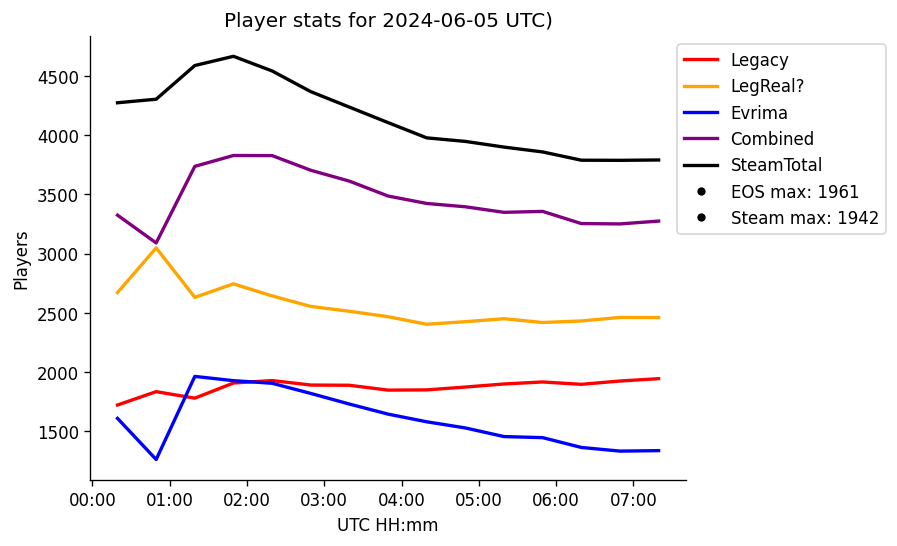 Player stats for 2024-06-05 UTC)
Legacy
LegReal?
Evrima
Combined
SteamTotal
EOS max: 1961
Steam max: 1942
Players
4500
4000
3500
3000
2500
2000
1500
00:00 01:00 02:00 03:00 04:00 05:00 06:00 07:00
UTC HH:mm